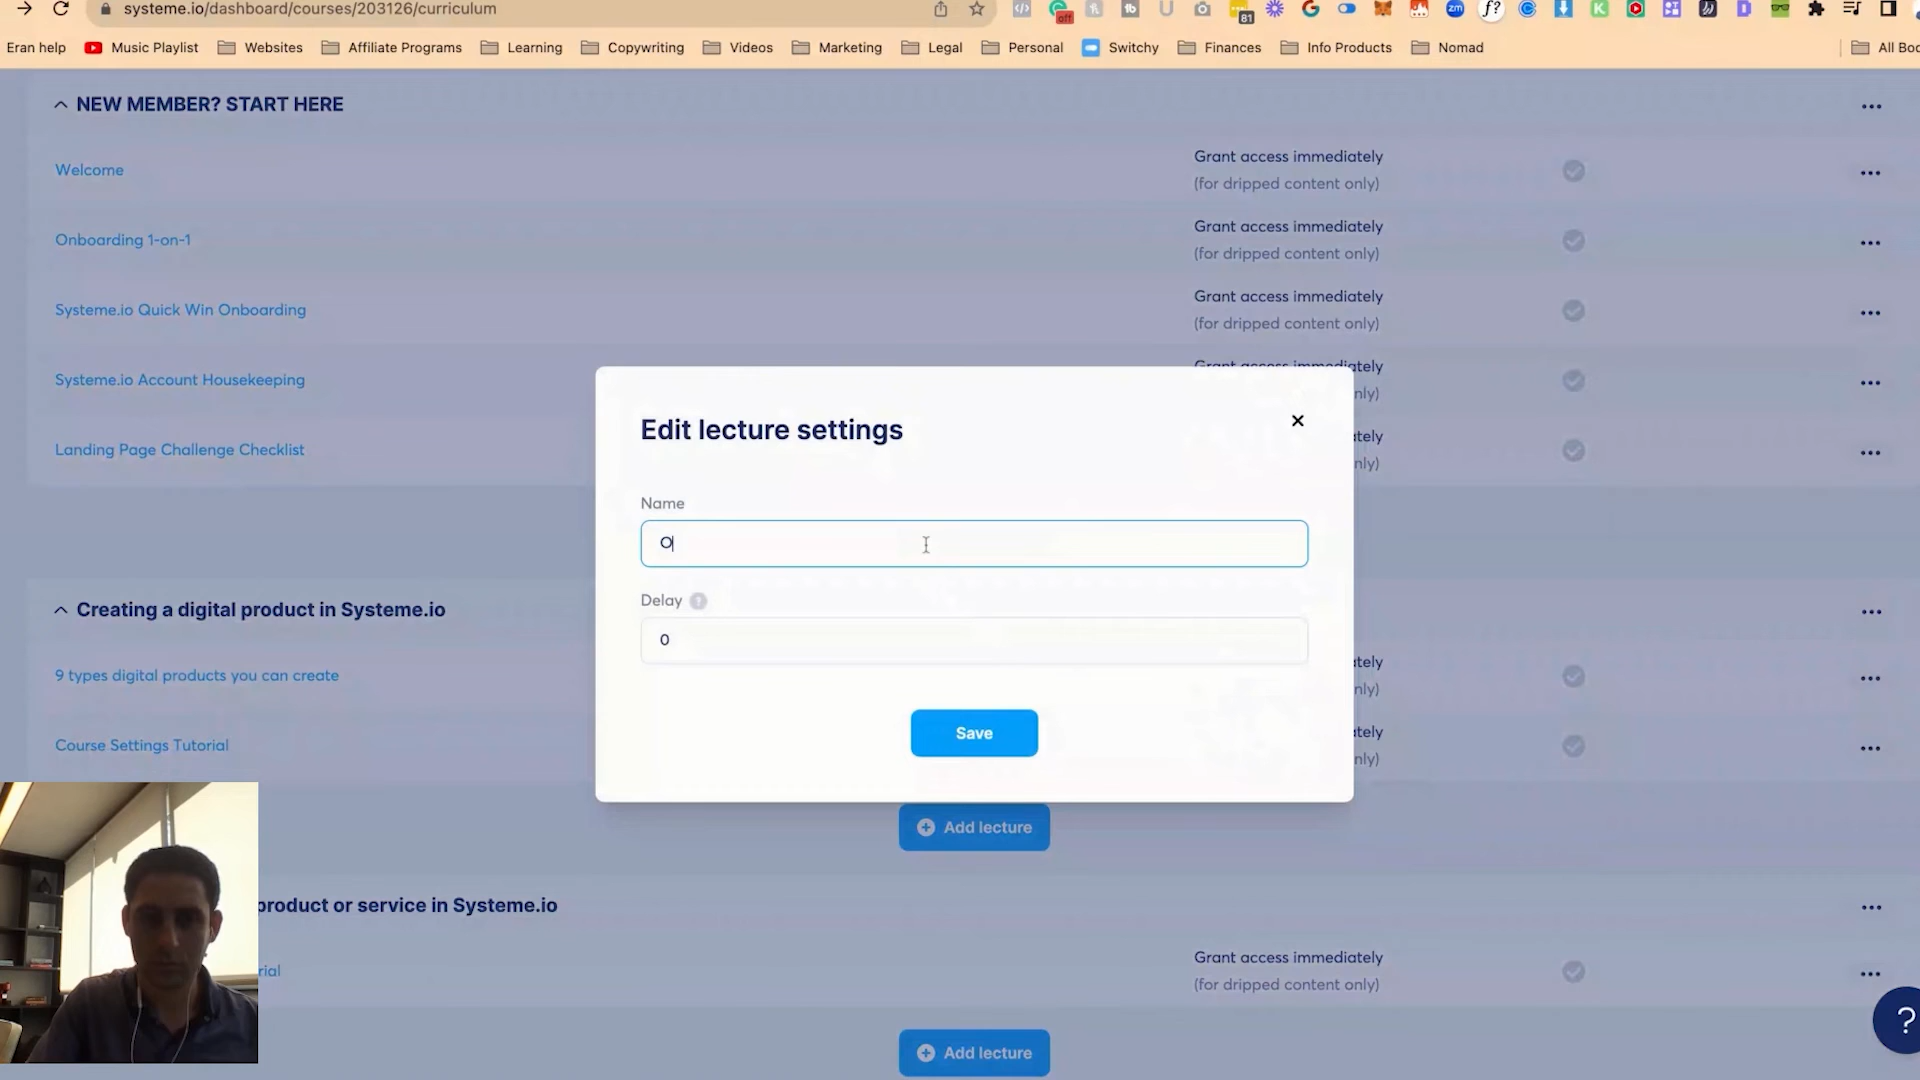 systeme.io/dashboard/courses/203126/curriculum
off
81
Eran help
Music Playlist
Websites
Affiliate Programs
Learning
Copywriting
Videos
Marketing
Legal
Personal
Switchy
Finances
Info Products
Nomad
All Boo
NEW MEMBER? START HERE
Welcome
Grant access immediately
(for dripped content only)
Onboarding 1-on-1
Grant access immediately
(for dripped content only)
Systeme.io Quick Win Onboarding
Grant access immediately
(for dripped content only)
Systeme.io Account Housekeeping
nly)
Landing Page Challenge Checklist
ately
nly)
Edit lecture settings
Name
O
Delay ?
0
Save
Creating a digital product in Systeme.io
9 types digital products you can create
ately
nly)
Course Settings Tutorial
ately
nly)
Add lecture
product or service in Systeme.io
rial
Grant access immediately
(for dripped content only)
Add lecture
?